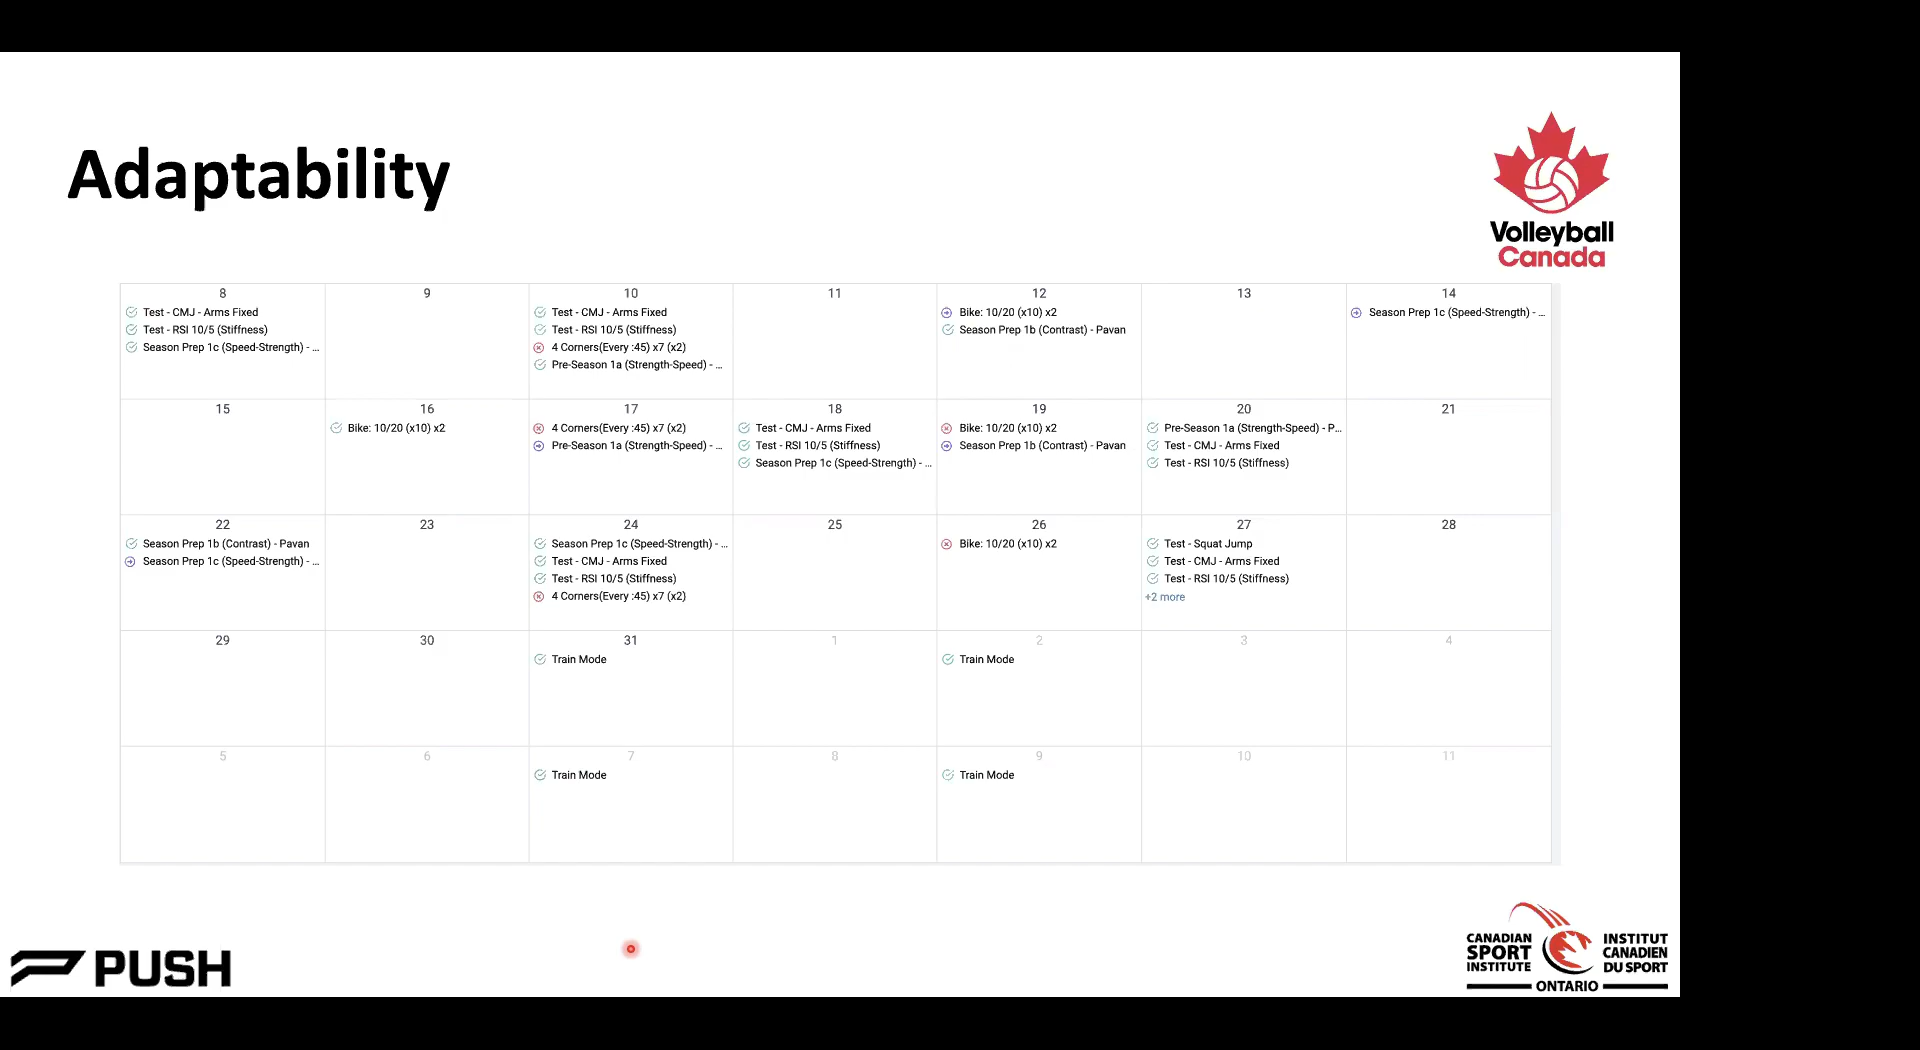 Adaptability
Volleyball
Canada
8
Test - CMJ - Arms Fixed
Test - RSI 10/5 (Stiffness)
Season Prep 1c (Speed-Strength) - ...
9
10
Test - CMJ - Arms Fixed
Test - RSI 10/5 (Stiffness)
4 Corners(Every :45) x7 (x2)
Pre-Season 1a (Strength-Speed) - ...
11
12
Bike: 10/20 (x10) x2
Season Prep 1b (Contrast) - Pavan
13
14
Season Prep 1c (Speed-Strength) - ...
15
16
Bike: 10/20 (x10) x2
17
4 Corners(Every :45) x7 (x2)
Pre-Season 1a (Strength-Speed) - ...
18
Test - CMJ - Arms Fixed
Test - RSI 10/5 (Stiffness)
Season Prep 1c (Speed-Strength) - ...
19
Bike: 10/20 (x10) x2
Season Prep 1b (Contrast) - Pavan
20
Pre-Season 1a (Strength-Speed) - P...
Test - CMJ - Arms Fixed
Test - RSI 10/5 (Stiffness)
21
22
Season Prep 1b (Contrast) - Pavan
Season Prep 1c (Speed-Strength) - ...
23
24
Season Prep 1c (Speed-Strength) - ...
Test - CMJ - Arms Fixed
Test - RSI 10/5 (Stiffness)
4 Corners(Every :45) x7 (x2)
25
26
Bike: 10/20 (x10) x2
27
Test - Squat Jump
Test - CMJ - Arms Fixed
Test - RSI 10/5 (Stiffness)
+2 more
28
29
30
31
Train Mode
1
2
Train Mode
3
4
5
6
7
Train Mode
8
9
Train Mode
10
11
PUSH
CANADIAN
SPORT
INSTITUTE
INSTITUT
CANADIEN
DU SPORT
ONTARIO